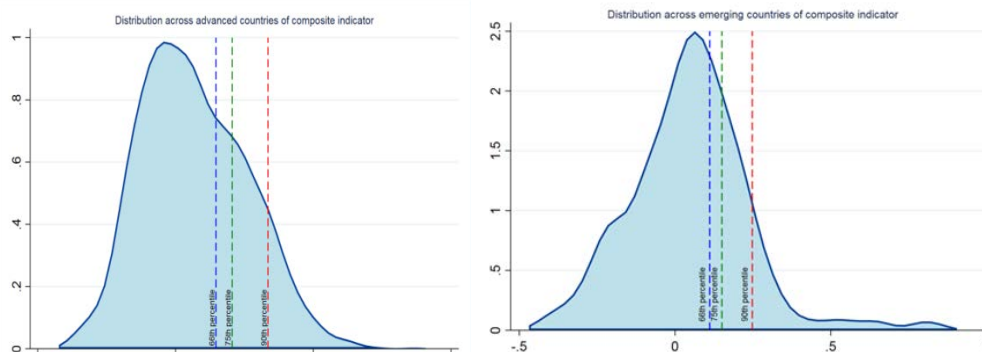 Distribution across advanced countries of composite indicator
1
.8
.6
.4
.2
0
66th percentile
75th percentile
90th percentile
Distribution across emerging countries of composite indicator
2.5
2
1.5
1
.5
0
66th percentile
75th percentile
90th percentile
-.5
0
.5